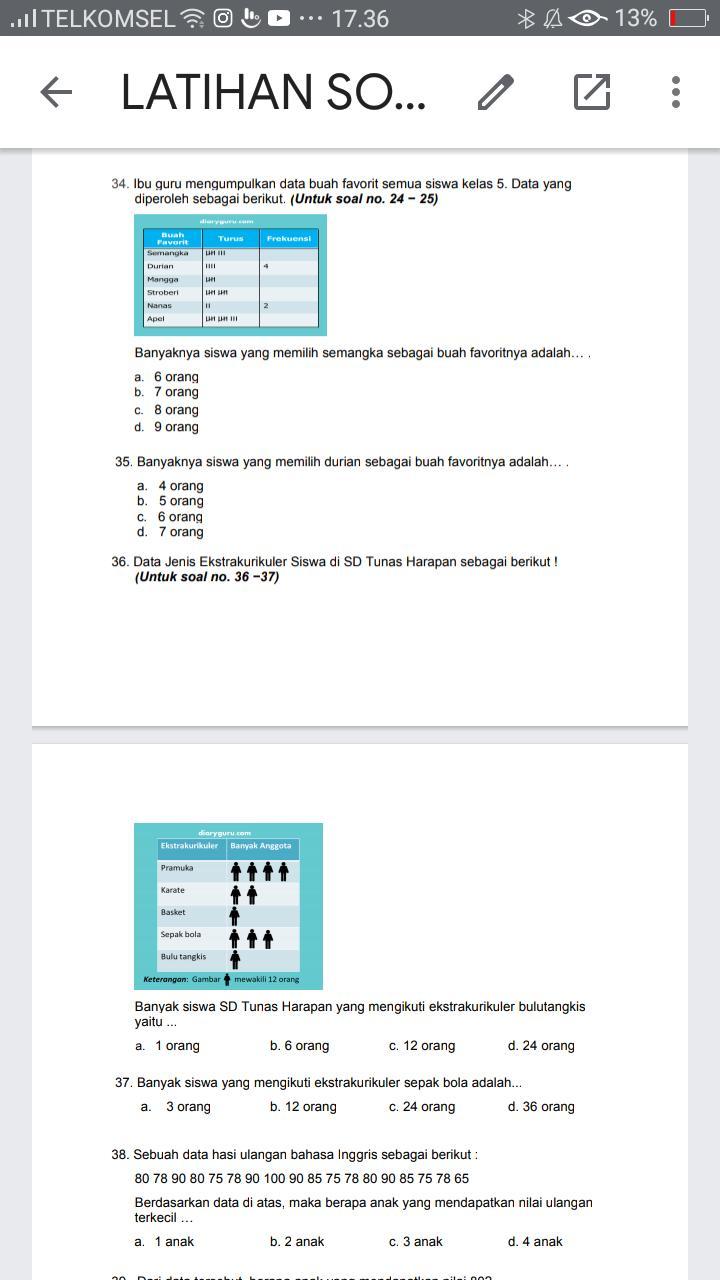 TELKOMSEL ... 17.36 13%
LATIHAN SO...
34. Ibu guru mengumpulkan data buah favorit semua siswa kelas 5. Data yang
diperoleh sebagai berikut. (Untuk soal no. 24 – 25)
diaryguru.com
Buah Turus Frekuensi
Favorit
Semangka
Durian IIII 4
Mangga
Stroberi
Nanas II 2
Apel
Banyaknya siswa yang memilih semangka sebagai buah favoritnya adalah... .
a. 6 orang
b. 7 orang
c. 8 orang
d. 9 orang
35. Banyaknya siswa yang memilih durian sebagai buah favoritnya adalah... .
a. 4 orang
b. 5 orang
c. 6 orang
d. 7 orang
36. Data Jenis Ekstrakurikuler Siswa di SD Tunas Harapan sebagai berikut !
(Untuk soal no. 36 –37)
diaryguru.com
Ekstrakurikuler Banyak Anggota
Pramuka
Karate
Basket
Sepak bola
Bulu tangkis
Keterangan: Gambar mewakili 12 orang
Banyak siswa SD Tunas Harapan yang mengikuti ekstrakurikuler bulutangkis
yaitu ...
a. 1 orang b. 6 orang c. 12 orang d. 24 orang
37. Banyak siswa yang mengikuti ekstrakurikuler sepak bola adalah...
a. 3 orang b. 12 orang c. 24 orang d. 36 orang
38. Sebuah data hasi ulangan bahasa Inggris sebagai berikut :
80 78 90 80 75 78 90 100 90 85 75 78 80 90 85 75 78 65
Berdasarkan data di atas, maka berapa anak yang mendapatkan nilai ulangan
terkecil ...
a. 1 anak b. 2 anak c. 3 anak d. 4 anak